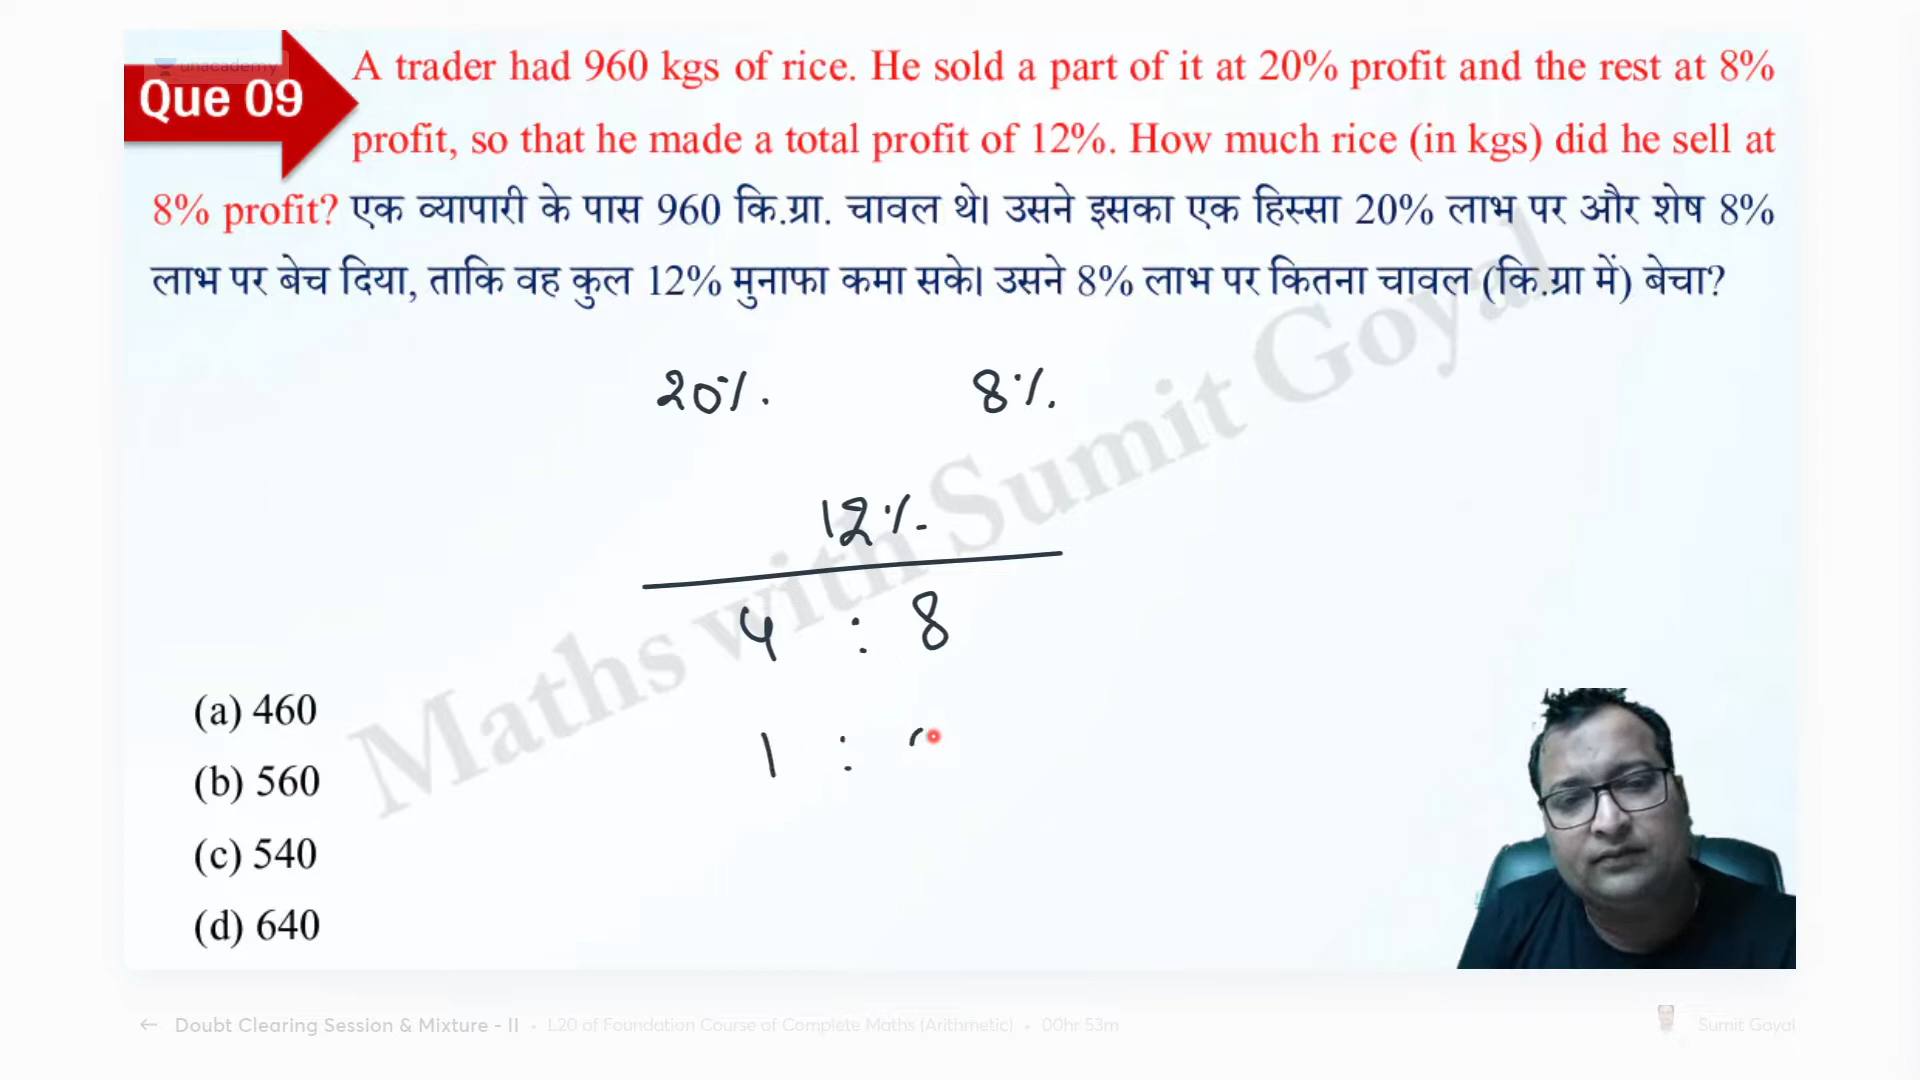 unacademy
Que 09
A trader had 960 kgs of rice. He sold a part of it at 20% profit and the rest at 8%
profit, so that he made a total profit of 12%. How much rice (in kgs) did he sell at
8% profit? एक व्यापारी के पास 960 कि.ग्रा. चावल थे। उसने इसका एक हिस्सा 20% लाभ पर और शेष 8%
लाभ पर बेच दिया, ताकि वह कुल 12% मुनाफा कमा सके। उसने 8% लाभ पर कितना चावल (कि.ग्रा में) बेचा?
20%. 8%.
12%.
4 : 8
1 :
(a) 460
(b) 560
(c) 540
(d) 640
Maths with Sumit Goyal
← Doubt Clearing Session & Mixture - II • L20 of Foundation Course of Complete Maths (Arithmetic) • 00hr 53m
Sumit Goyal